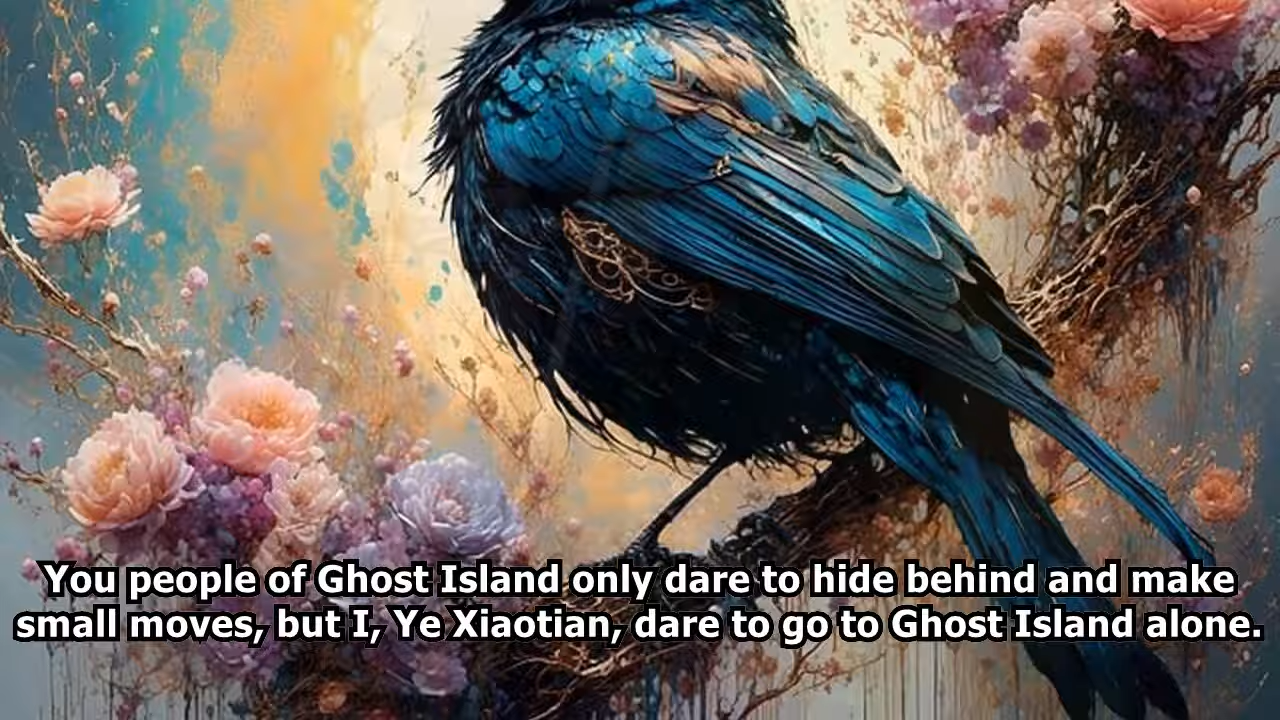 You people of Ghost Island only dare to hide behind and make
small moves, but I, Ye Xiaotian, dare to go to Ghost Island alone.